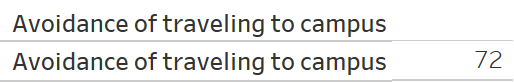 Avoidance of traveling to campus
Avoidance of traveling to campus 72